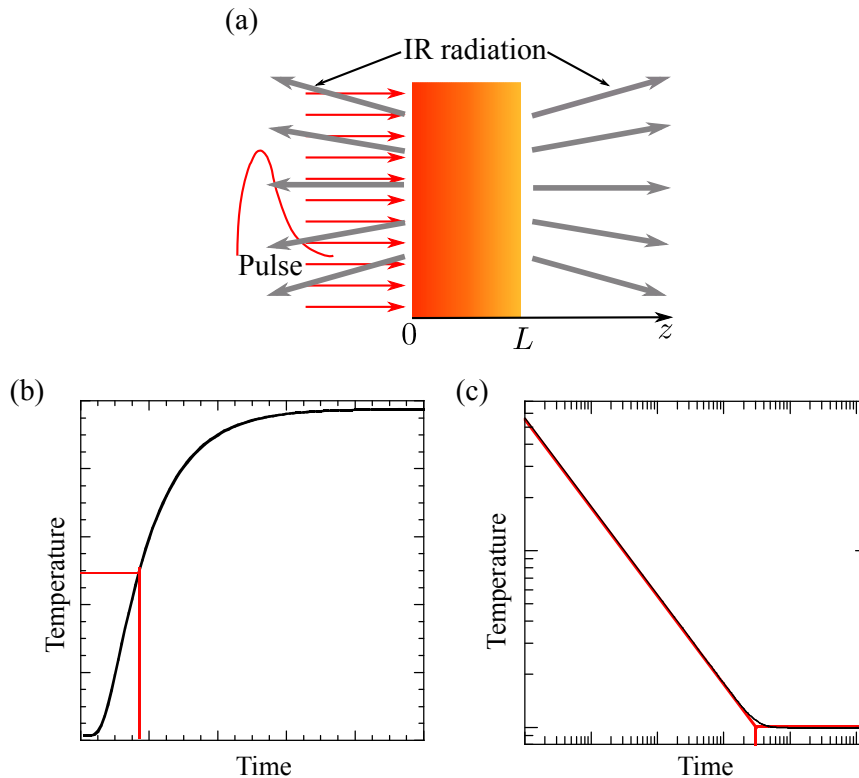 (a)
IR radiation
Pulse
0
L
z
(b)
Temperature
Time
(c)
Temperature
Time